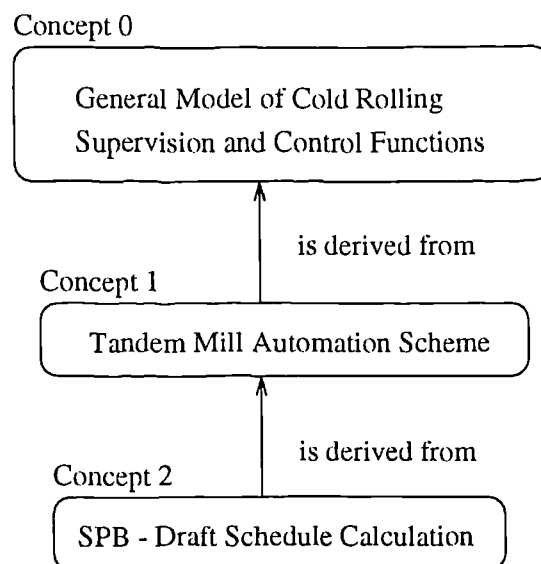 Concept 0
General Model of Cold Rolling
Supervision and Control Functions
is derived from
Concept 1
Tandem Mill Automation Scheme
is derived from
Concept 2
SPB - Draft Schedule Calculation